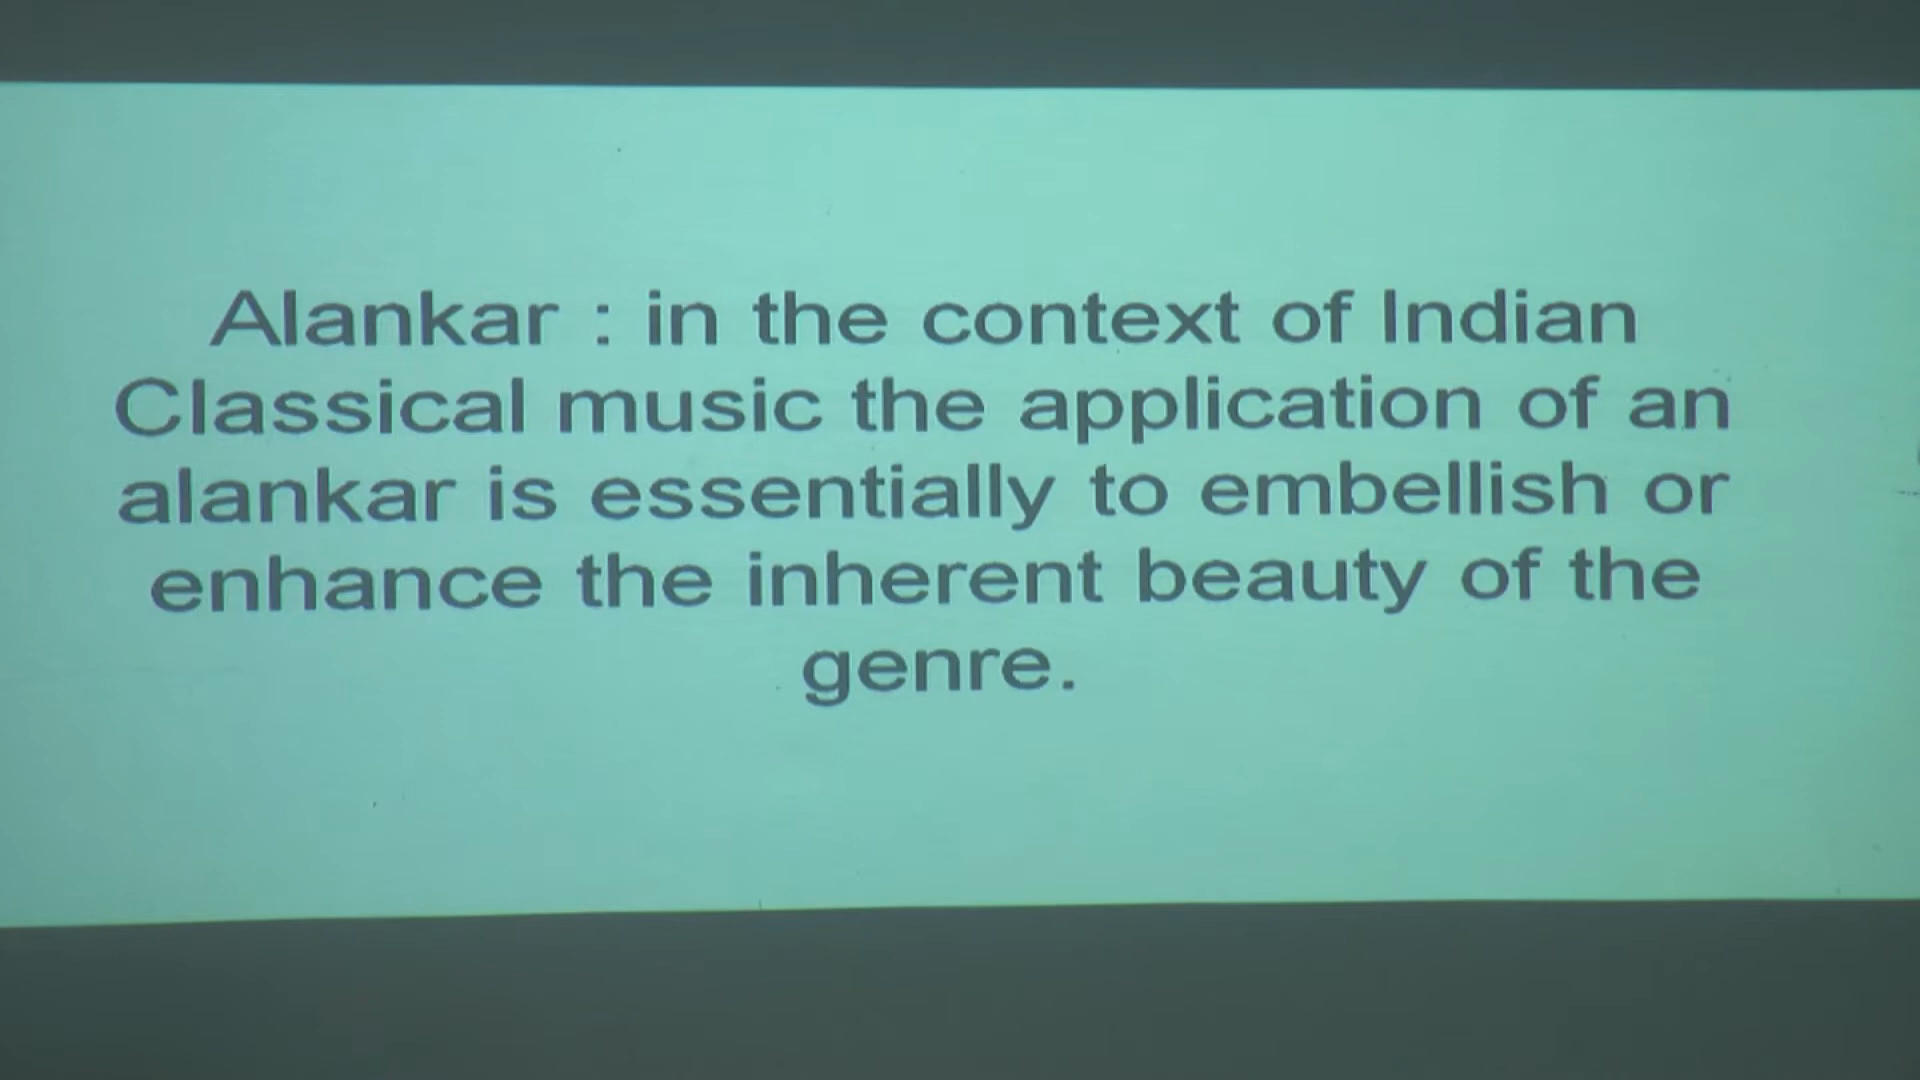 Alankar : in the context of Indian
Classical music the application of an
alankar is essentially to embellish or
enhance the inherent beauty of the
genre.